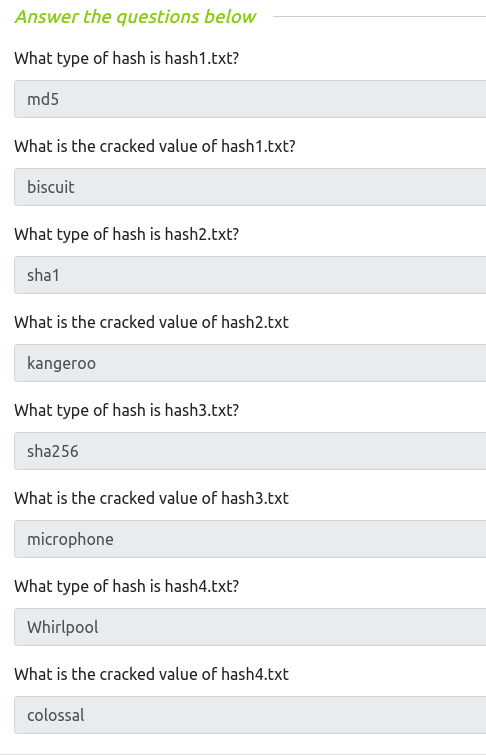 Answer the questions below
What type of hash is hash1.txt?
md5
What is the cracked value of hash1.txt?
biscuit
What type of hash is hash2.txt?
sha1
What is the cracked value of hash2.txt
kangeroo
What type of hash is hash3.txt?
sha256
What is the cracked value of hash3.txt
microphone
What type of hash is hash4.txt?
Whirlpool
What is the cracked value of hash4.txt
colossal